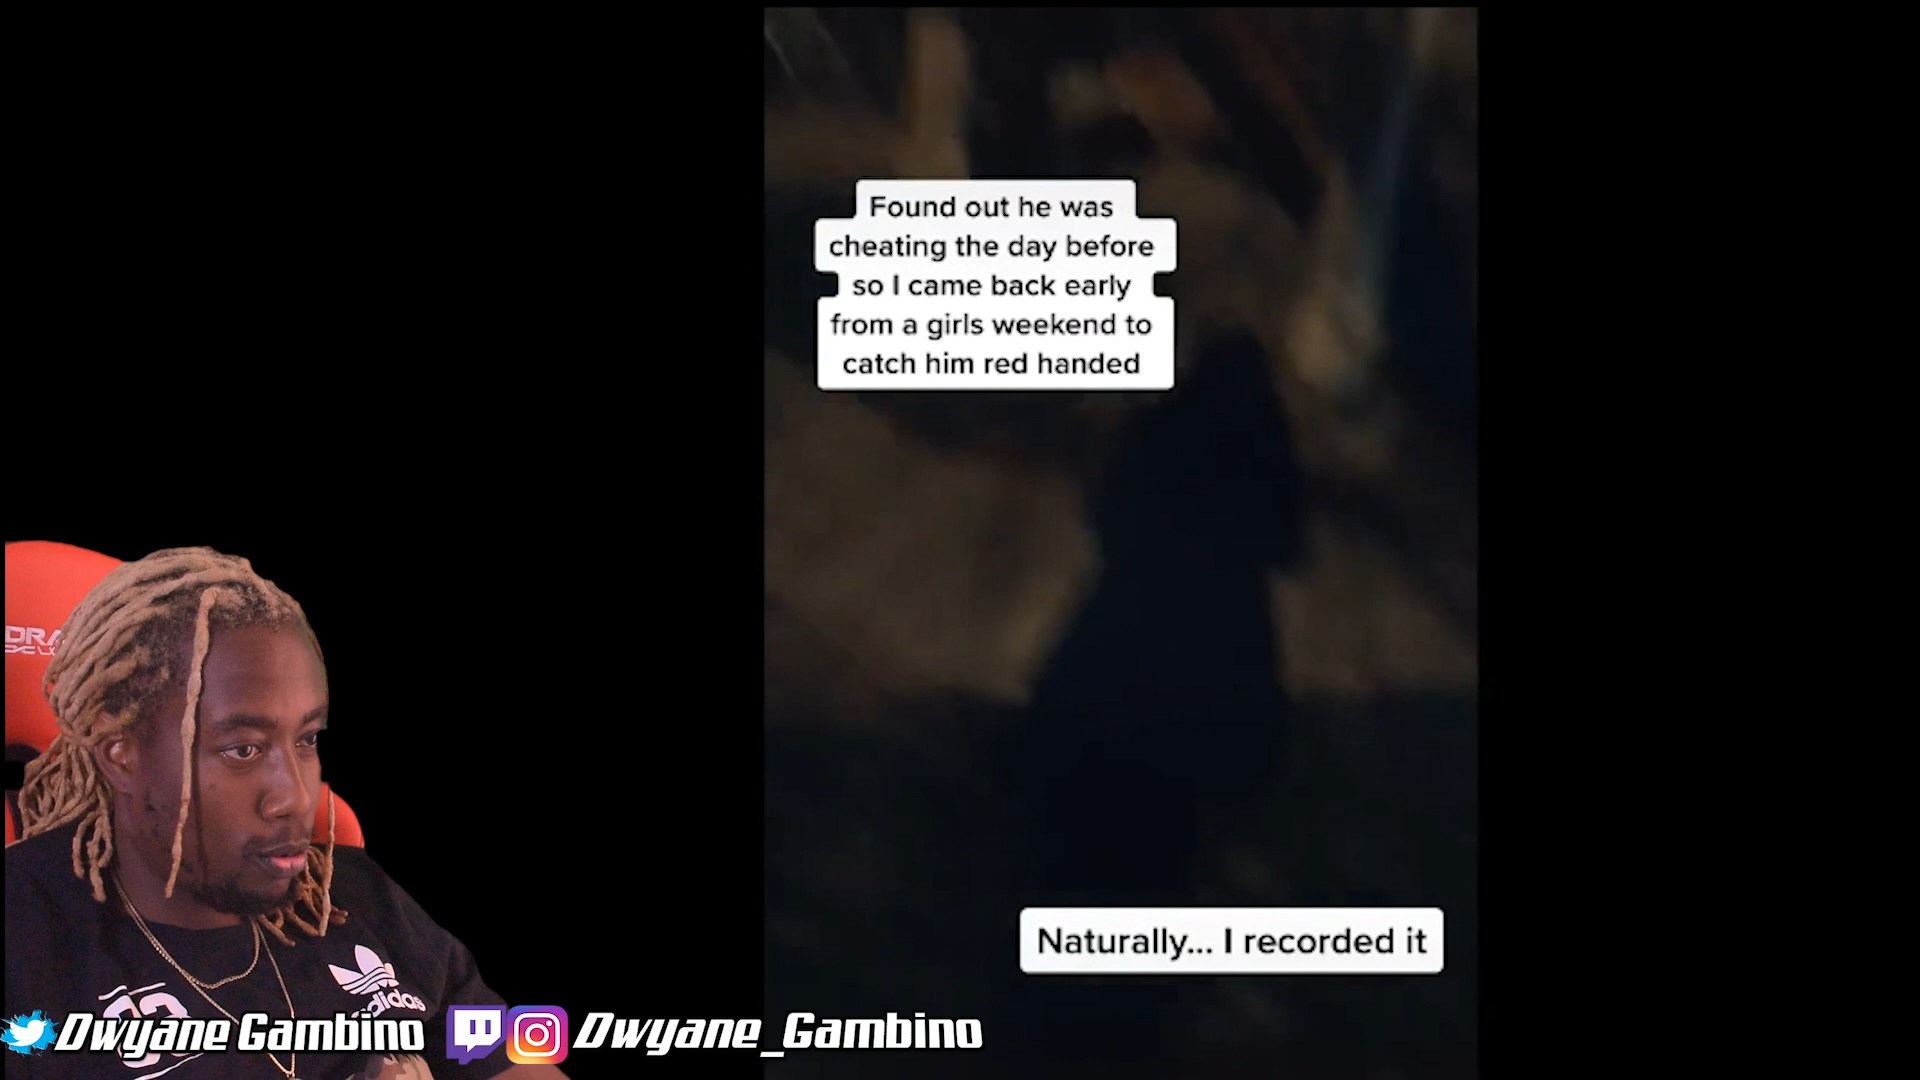 Found out he was
cheating the day before
so I came back early
from a girls weekend to
catch him red handed
Naturally... I recorded it
adidas
Dwyane Gambino
Dwyane_Gambino